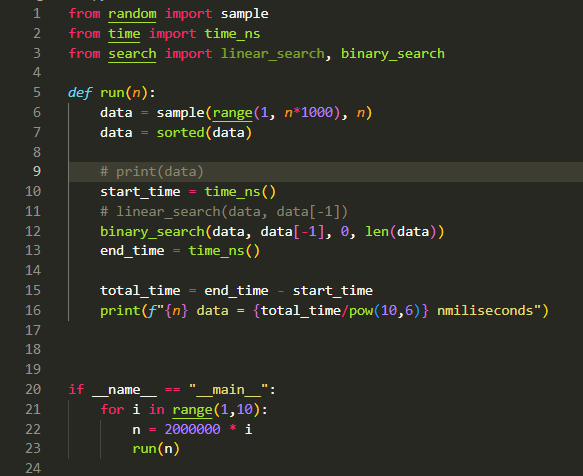 1 from random import sample
2 from time import time_ns
3 from search import linear_search, binary_search
4
5 def run(n):
6     data = sample(range(1, n*1000), n)
7     data = sorted(data)
8
9     # print(data)
10     start_time = time_ns()
11     # linear_search(data, data[-1])
12     binary_search(data, data[-1], 0, len(data))
13     end_time = time_ns()
14
15     total_time = end_time - start_time
16     print(f"{n} data = {total_time/pow(10,6)} nmiliseconds")
17
18
19
20 if __name__ == "__main__":
21     for i in range(1,10):
22         n = 2000000 * i
23         run(n)
24